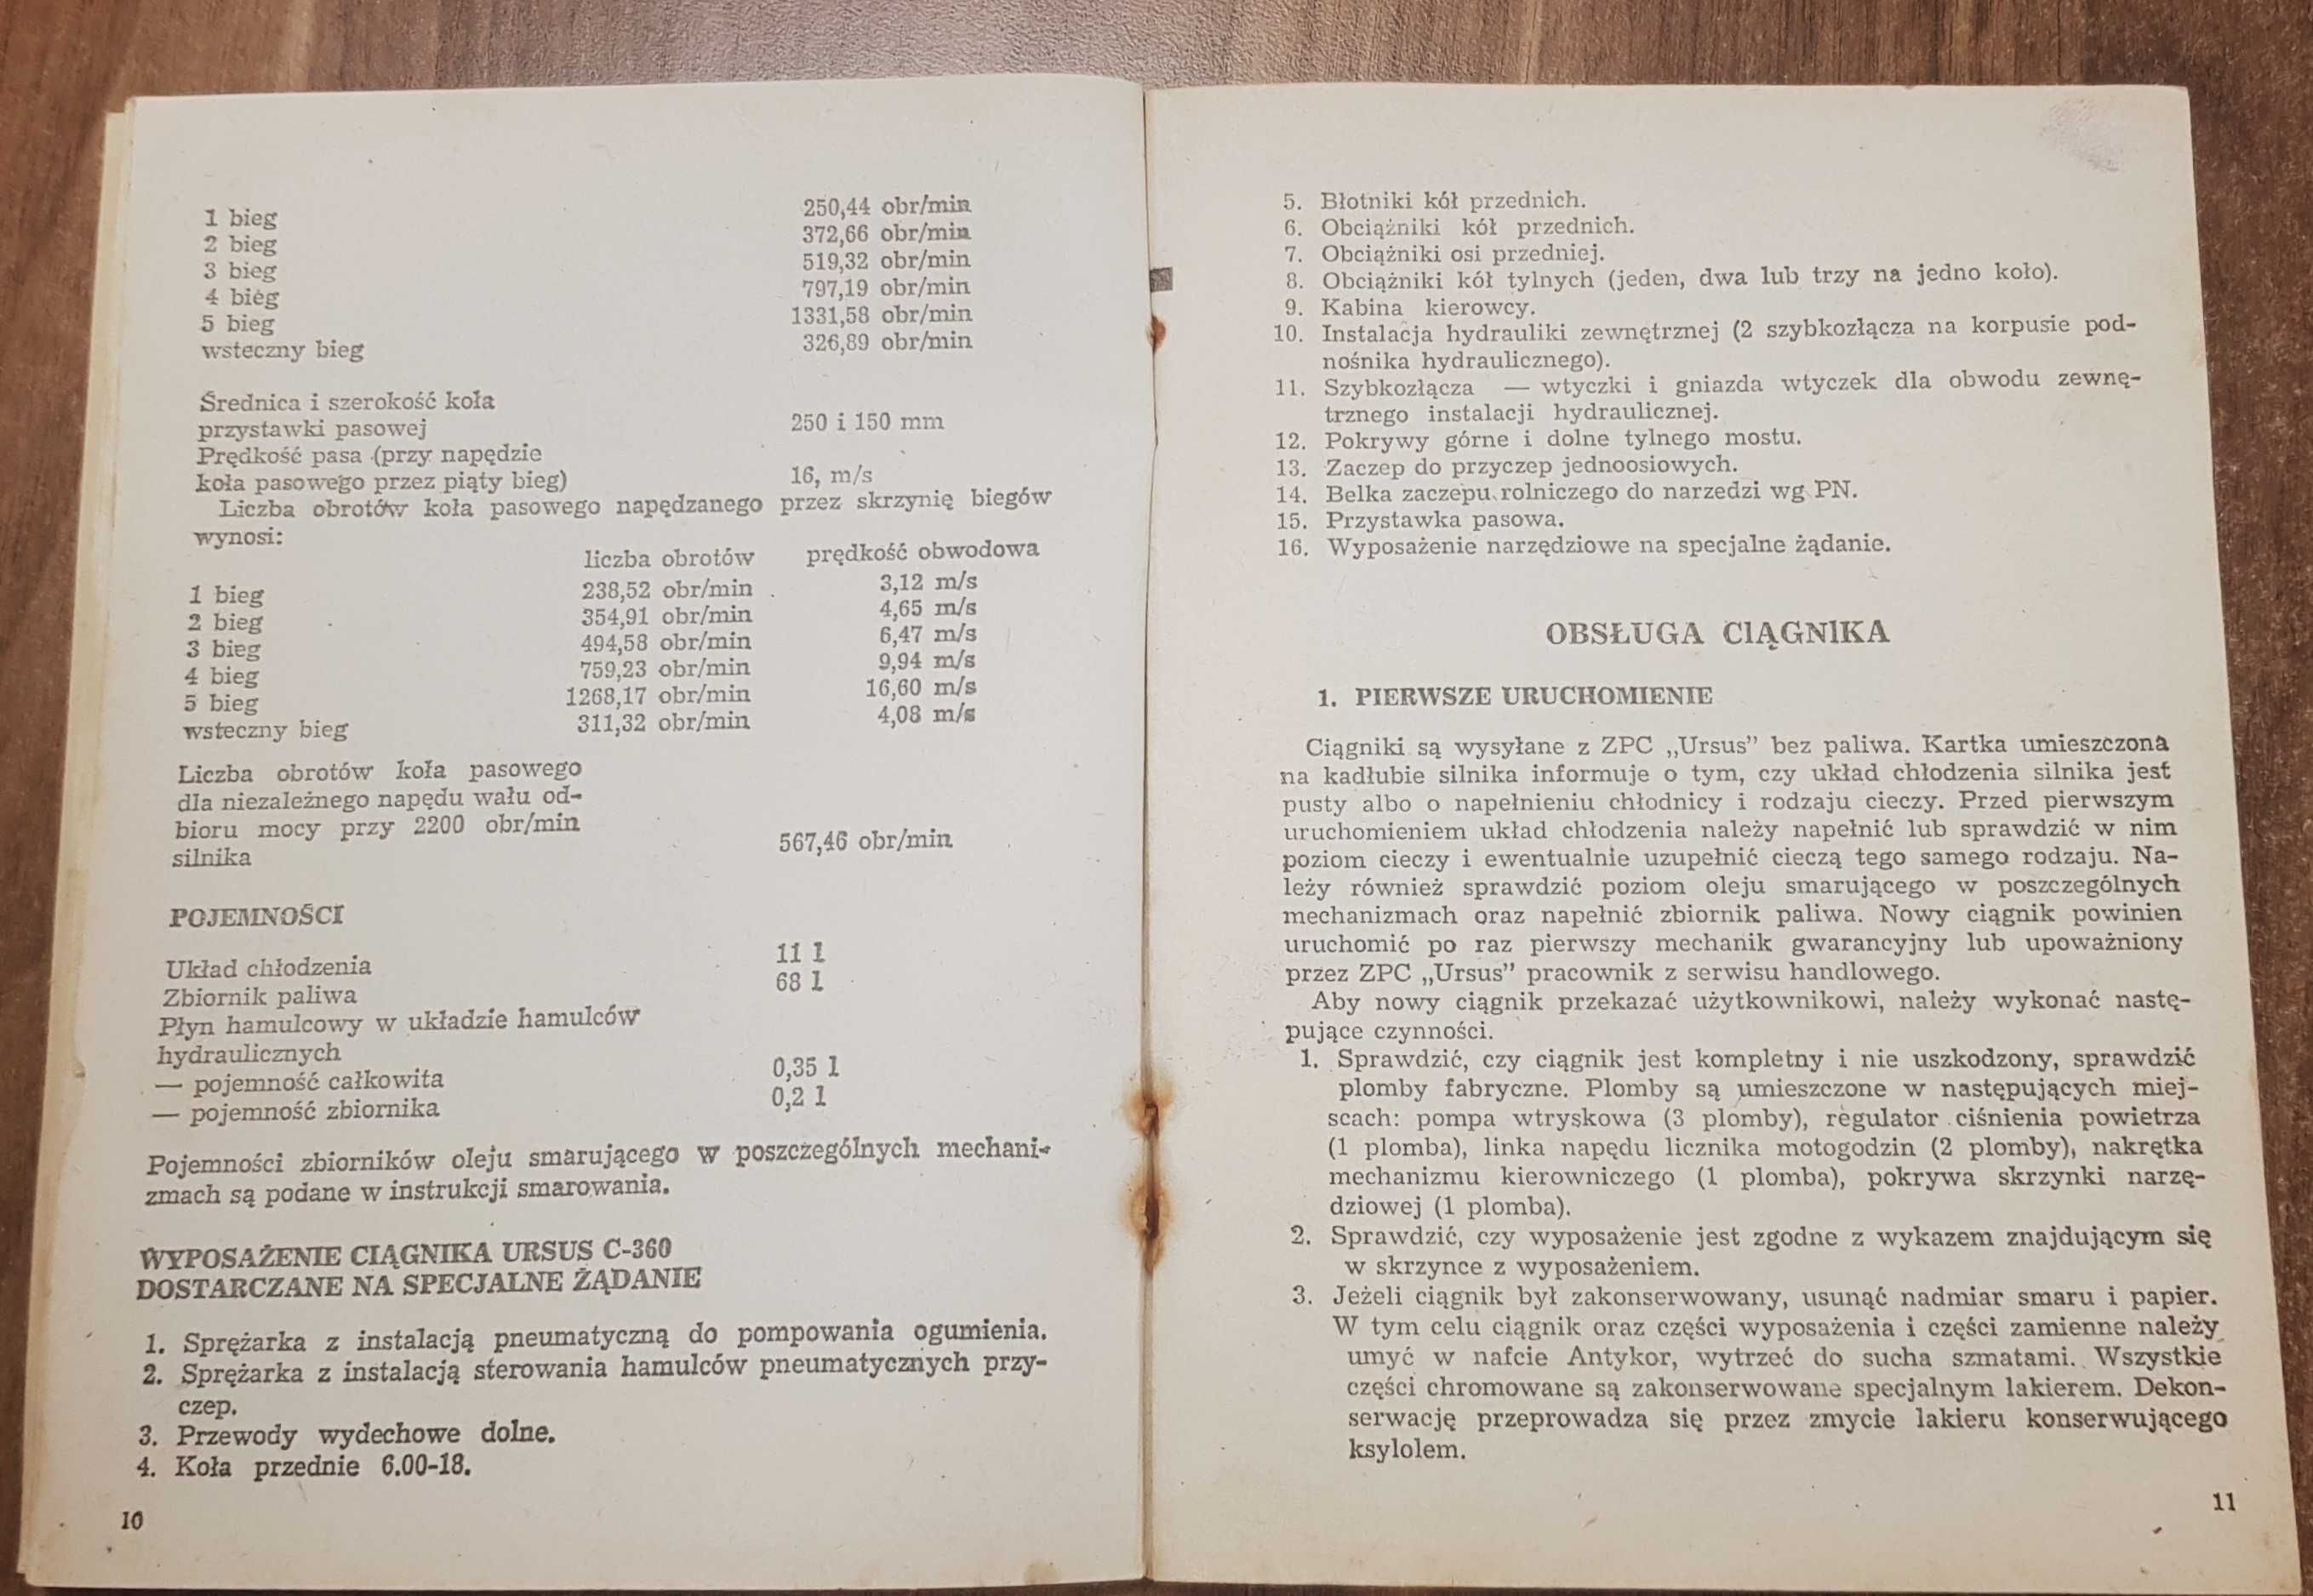 1 bieg 250,44 obr/min
2 bieg 372,66 obr/min
3 bieg 519,32 obr/min
4 bieg 797,19 obr/min
5 bieg 1331,58 obr/min
wsteczny bieg 326,89 obr/min
Średnica i szerokość koła
przystawki pasowej 250 i 150 mm
Prędkość pasa (przy napędzie
koła pasowego przez piąty bieg) 16, m/s
Liczba obrotów koła pasowego napędzanego przez skrzynię biegów
wynosi:
liczba obrotów prędkość obwodowa
1 bieg 238,52 obr/min 3,12 m/s
2 bieg 354,91 obr/min 4,65 m/s
3 bieg 494,58 obr/min 6,47 m/s
4 bieg 759,23 obr/min 9,94 m/s
5 bieg 1268,17 obr/min 16,60 m/s
wsteczny bieg 311,32 obr/min 4,08 m/s
Liczba obrotów koła pasowego
dla niezależnego napędu wału od-
bioru mocy przy 2200 obr/min
silnika 567,46 obr/min
POJEMNOŚCI
Układ chłodzenia 11 l
Zbiornik paliwa 68 l
Płyn hamulcowy w układzie hamulców
hydraulicznych
— pojemność całkowita 0,35 l
— pojemność zbiornika 0,2 l
Pojemności zbiorników oleju smarującego w poszczególnych mechani-
zmach są podane w instrukcji smarowania.
WYPOSAŻENIE CIĄGNIKA URSUS C-360
DOSTARCZANE NA SPECJALNE ŻĄDANIE
1. Sprężarka z instalacją pneumatyczną do pompowania ogumienia.
2. Sprężarka z instalacją sterowania hamulców pneumatycznych przy-
czep.
3. Przewody wydechowe dolne.
4. Koła przednie 6.00-18.
10
5. Błotniki kół przednich.
6. Obciążniki kół przednich.
7. Obciążniki osi przedniej.
8. Obciążniki kół tylnych (jeden, dwa lub trzy na jedno koło).
9. Kabina kierowcy.
10. Instalacja hydrauliki zewnętrznej (2 szybkozłącza na korpusie pod-
nośnika hydraulicznego).
11. Szybkozłącza — wtyczki i gniazda wtyczek dla obwodu zewnę-
trznego instalacji hydraulicznej.
12. Pokrywy górne i dolne tylnego mostu.
13. Zaczep do przyczep jednoosiowych.
14. Belka zaczepu rolniczego do narzedzi wg PN.
15. Przystawka pasowa.
16. Wyposażenie narzędziowe na specjalne żądanie.
OBSŁUGA CIĄGNIKA
1. PIERWSZE URUCHOMIENIE
Ciągniki są wysyłane z ZPC „Ursus” bez paliwa. Kartka umieszczona
na kadłubie silnika informuje o tym, czy układ chłodzenia silnika jest
pusty albo o napełnieniu chłodnicy i rodzaju cieczy. Przed pierwszym
uruchomieniem układ chłodzenia należy napełnić lub sprawdzić w nim
poziom cieczy i ewentualnie uzupełnić cieczą tego samego rodzaju. Na-
leży również sprawdzić poziom oleju smarującego w poszczególnych
mechanizmach oraz napełnić zbiornik paliwa. Nowy ciągnik powinien
uruchomić po raz pierwszy mechanik gwarancyjny lub upoważniony
przez ZPC „Ursus” pracownik z serwisu handlowego.
Aby nowy ciągnik przekazać użytkownikowi, należy wykonać nastę-
pujące czynności.
1. Sprawdzić, czy ciągnik jest kompletny i nie uszkodzony, sprawdzić
plomby fabryczne. Plomby są umieszczone w następujących miej-
scach: pompa wtryskowa (3 plomby), regulator ciśnienia powietrza
(1 plomba), linka napędu licznika motogodzin (2 plomby), nakrętka
mechanizmu kierowniczego (1 plomba), pokrywa skrzynki narzę-
dziowej (1 plomba).
2. Sprawdzić, czy wyposażenie jest zgodne z wykazem znajdującym się
w skrzynce z wyposażeniem.
3. Jeżeli ciągnik był zakonserwowany, usunąć nadmiar smaru i papier.
W tym celu ciągnik oraz części wyposażenia i części zamienne należy
umyć w nafcie Antykor, wytrzeć do sucha szmatami. Wszystkie
części chromowane są zakonserwowane specjalnym lakierem. Dekon-
serwację przeprowadza się przez zmycie lakieru konserwującego
ksylolem.
11